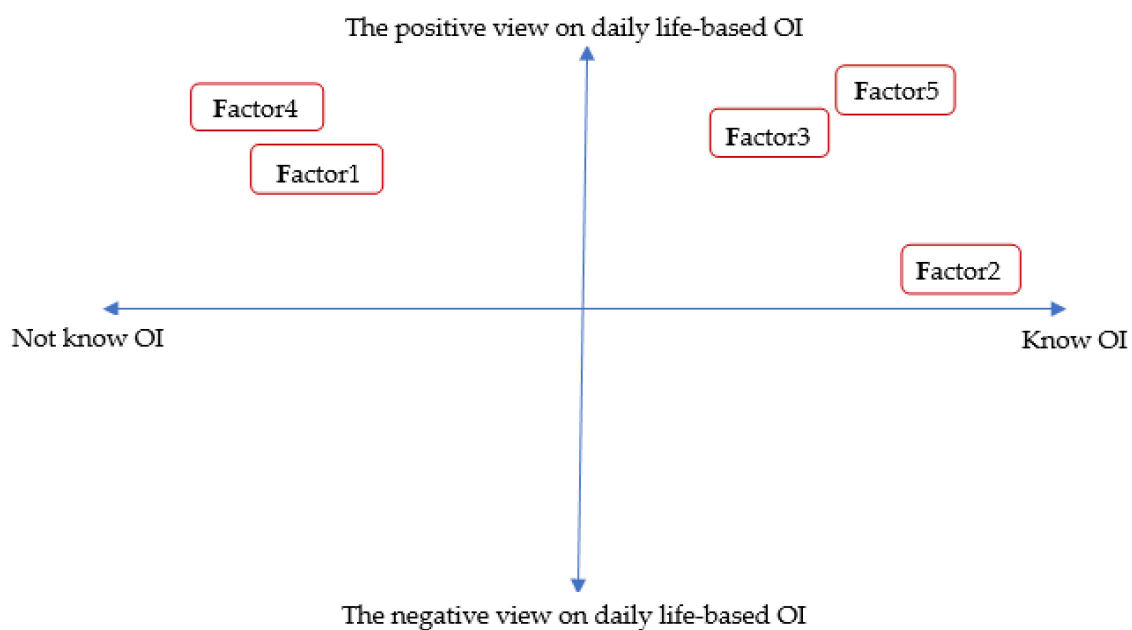 The positive view on daily life-based OI
Factor5
Factor4
Factor3
Factor1
Factor2
Not know OI
Know OI
The negative view on daily life-based OI